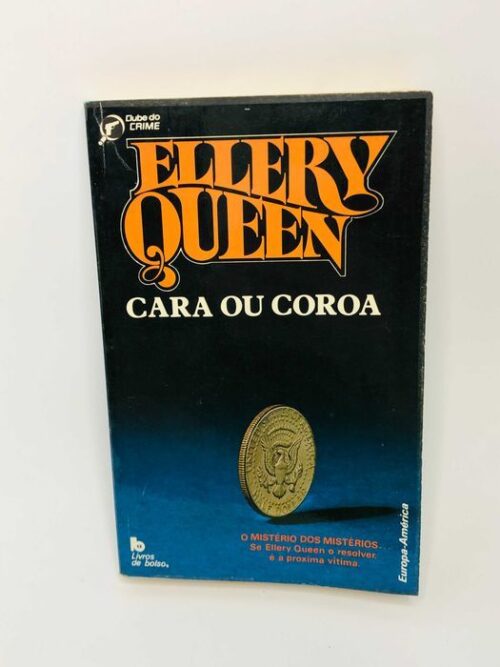 Clube do
CRIME
ELLERY
QUEEN
CARA OU COROA
O MISTÉRIO DOS MISTÉRIOS.
Se Ellery Queen o resolver,
é a proxima vítima.
Livros
de bolso
Europa-América